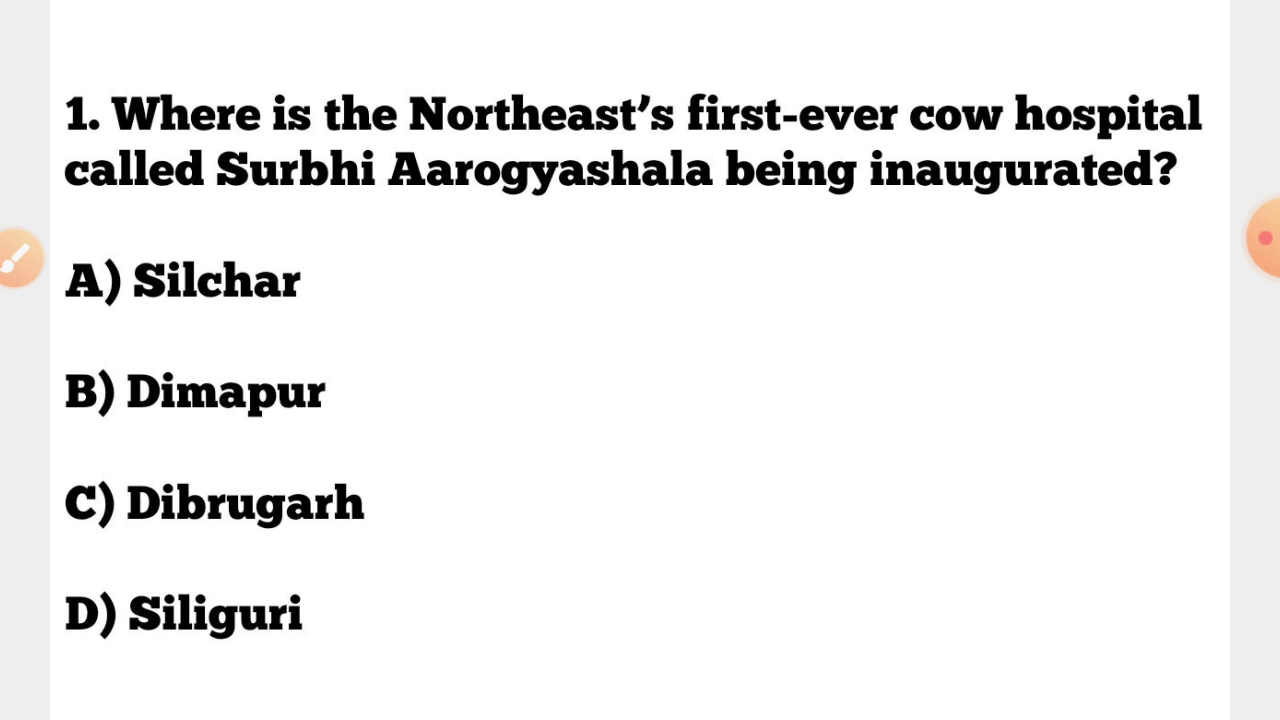 1. Where is the Northeast’s first-ever cow hospital
called Surbhi Aarogyashala being inaugurated?
A) Silchar
B) Dimapur
C) Dibrugarh
D) Siliguri